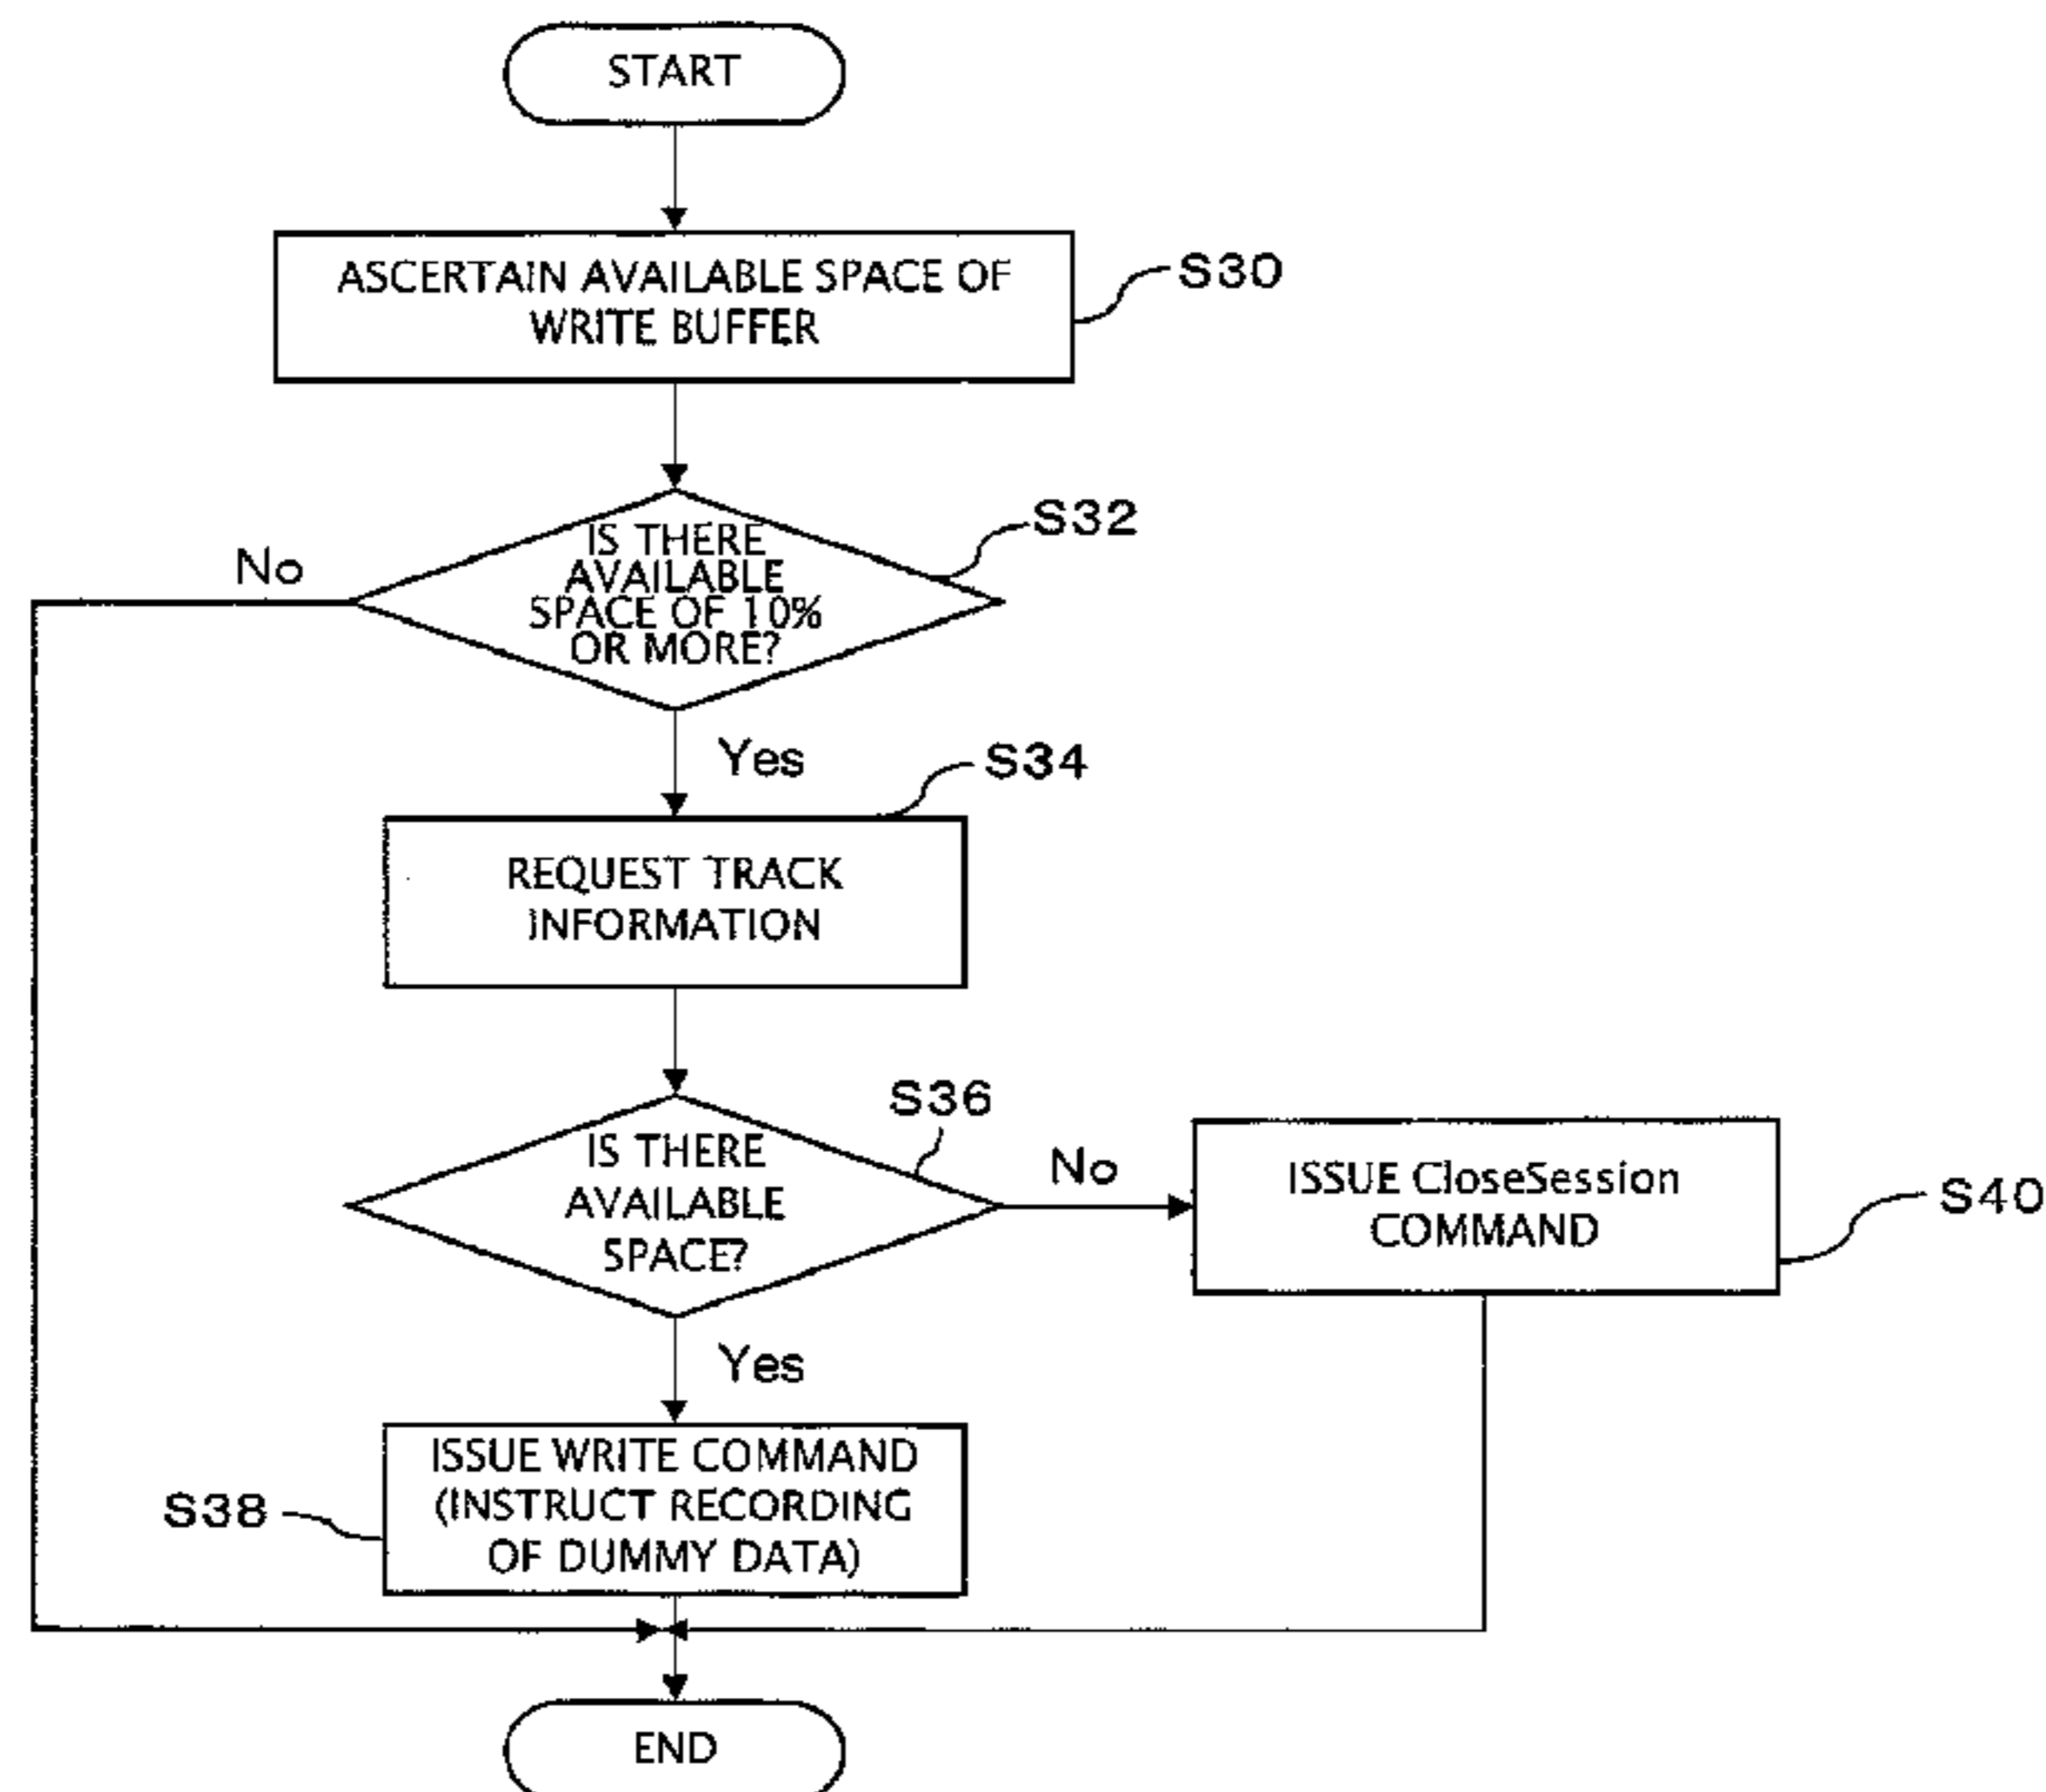 START
ASCERTAIN AVAILABLE SPACE OF
WRITE BUFFER
S30
IS THERE
AVAILABLE
SPACE OF 10%
OR MORE?
S32
No
Yes
S34
REQUEST TRACK
INFORMATION
S36
IS THERE
AVAILABLE
SPACE?
No
ISSUE CloseSession
COMMAND
S40
Yes
ISSUE WRITE COMMAND
(INSTRUCT RECORDING
OF DUMMY DATA)
S38
END